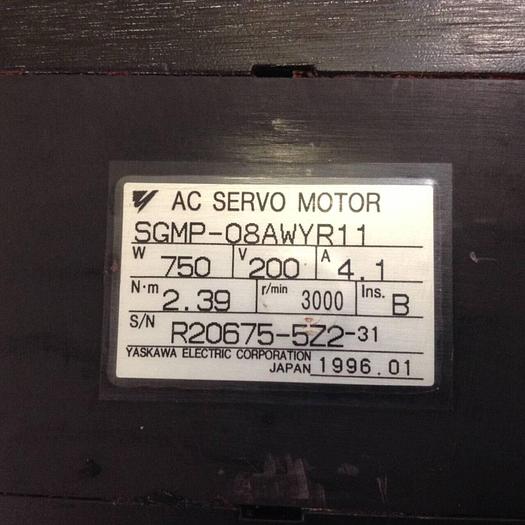 AC SERVO MOTOR
SGMP-08AWYR11
W 750 V 200 A 4.1
N·m 2.39 r/min 3000 Ins. B
S/N R20675-5Z2-31
YASKAWA ELECTRIC CORPORATION
JAPAN 1996.01